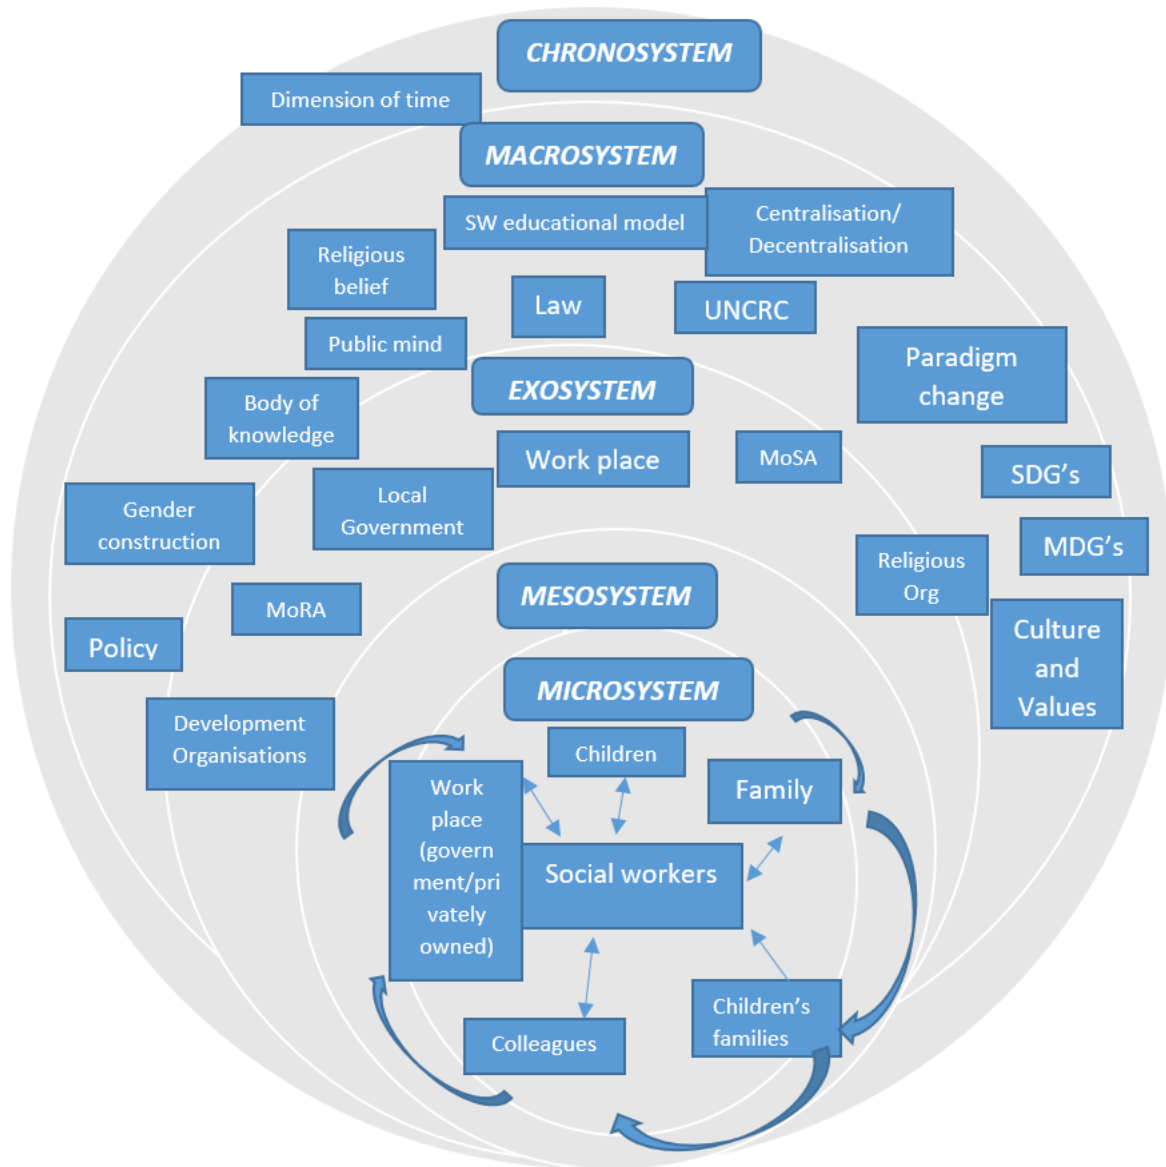 CHRONOSYSTEM
Dimension of time
MACROSYSTEM
SW educational model
Centralisation/
Decentralisation
Religious
belief
Law
UNCRC
Public mind
Paradigm
change
EXOSYSTEM
Body of
knowledge
Work place
MoSA
SDG's
Local
Government
Gender
construction
MDG's
Religious
Org
MESOSYSTEM
MoRA
Policy
Culture
and
Values
MICROSYSTEM
Development
Organisations
Children
Work
place
(govern
ment/pri
vately
owned)
Family
Social workers
Children's
families
Colleagues